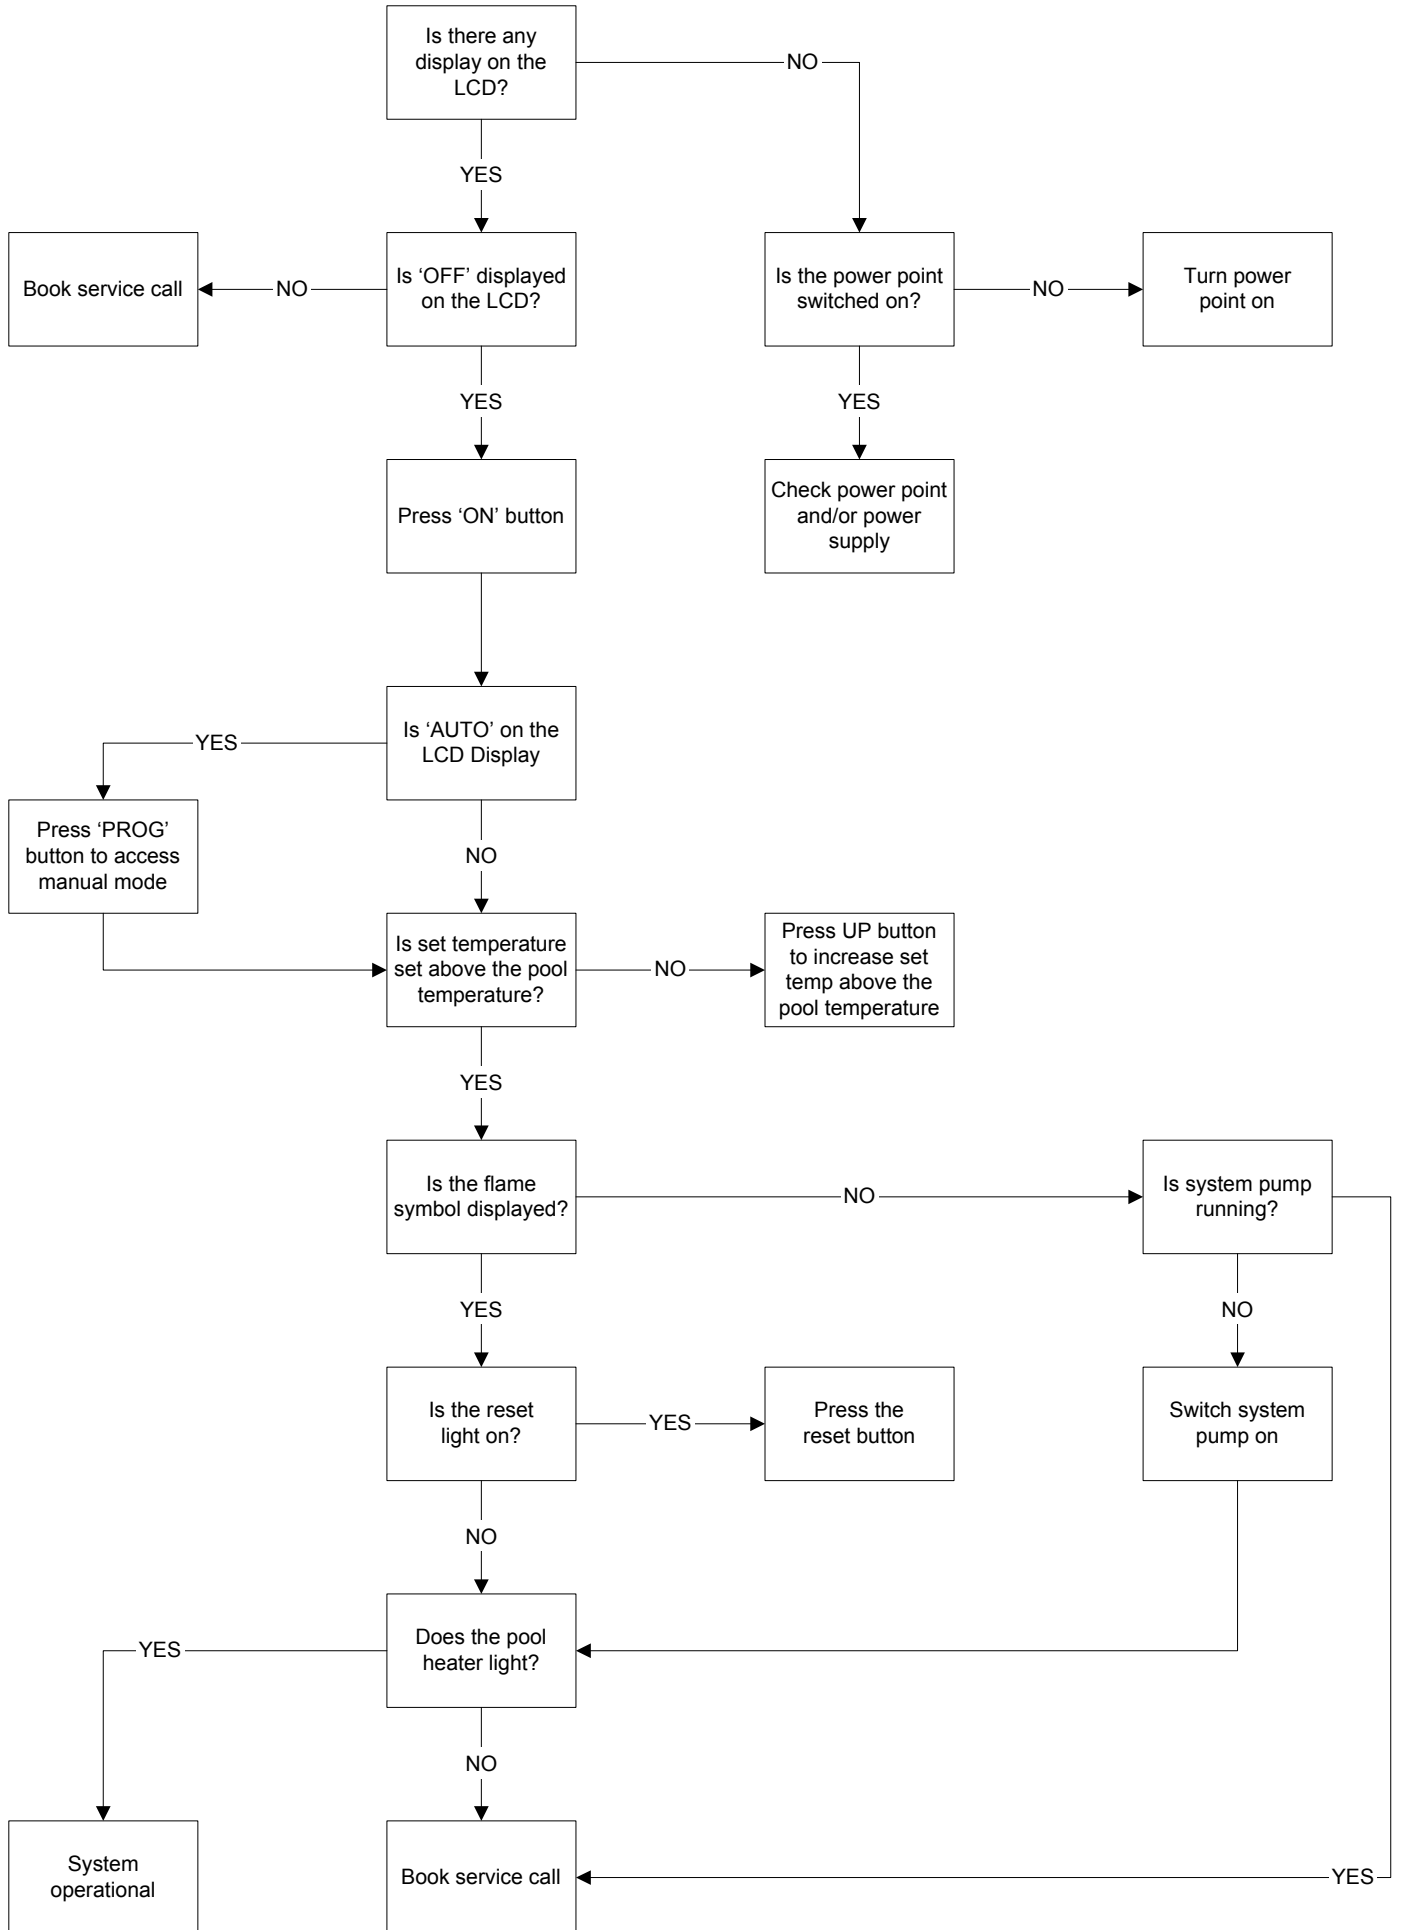 Is there any
display on the
LCD?
NO
YES
Book service call
NO
Is ‘OFF’ displayed
on the LCD?
Is the power point
switched on?
NO
Turn power
point on
YES
YES
Press ‘ON’ button
Check power point
and/or power
supply
YES
Is ‘AUTO’ on the
LCD Display
Press ‘PROG’
button to access
manual mode
NO
Is set temperature
set above the pool
temperature?
NO
Press UP button
to increase set
temp above the
pool temperature
YES
Is the flame
symbol displayed?
NO
Is system pump
running?
YES
NO
Is the reset
light on?
YES
Press the
reset button
Switch system
pump on
NO
YES
Does the pool
heater light?
NO
System
operational
Book service call
YES